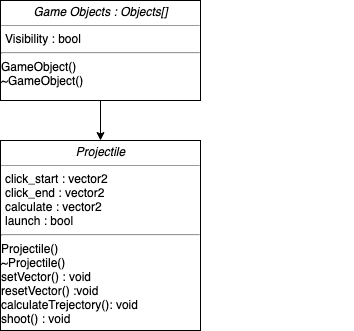 Game Objects : Objects[]
Visibility : bool
GameObject()
~GameObject()
Projectile
click_start : vector2
click_end : vector2
calculate : vector2
launch : bool
Projectile()
~Projectile()
setVector() : void
resetVector() :void
calculateTrejectory(): void
shoot() : void